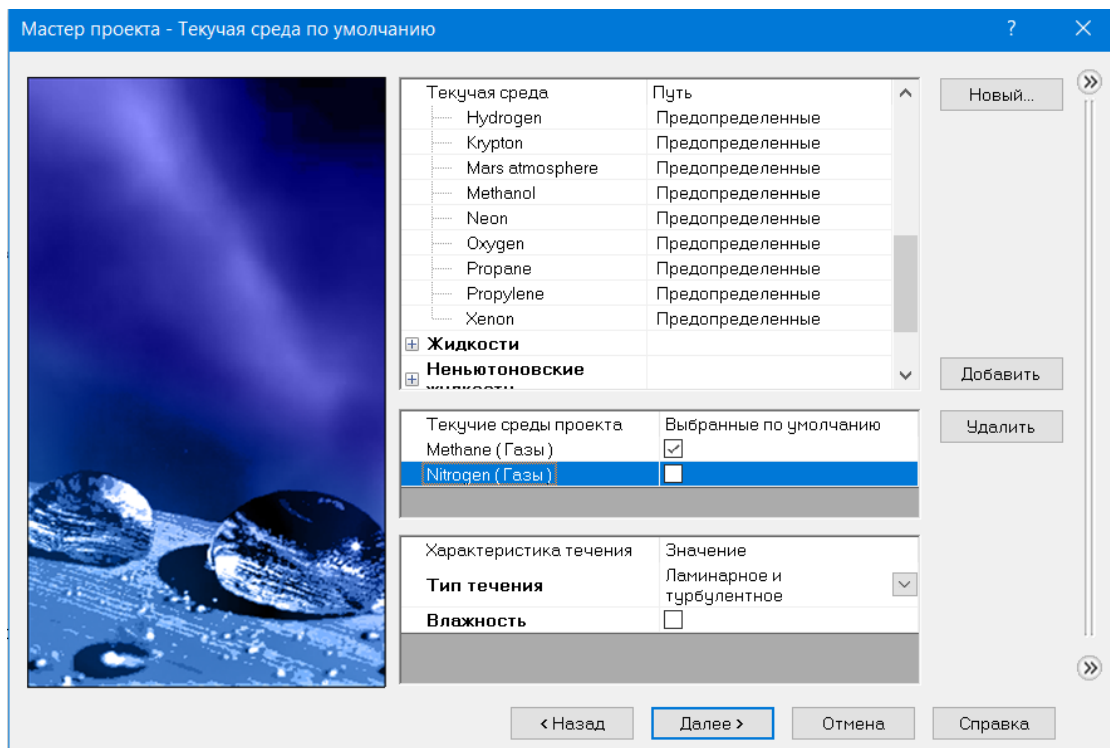 Мастер проекта - Текучая среда по умолчанию
Текучая среда Путь
Новый...
Hydrogen Предопределенные
Krypton Предопределенные
Mars atmosphere Предопределенные
Methanol Предопределенные
Neon Предопределенные
Oxygen Предопределенные
Propane Предопределенные
Propylene Предопределенные
Xenon Предопределенные
Жидкости
Неньютоновские
Добавить
Текучие среды проекта Выбранные по умолчанию
Удалить
Methane ( Газы )
Nitrogen ( Газы )
Характеристика течения Значение
Тип течения Ламинарное и
турбулентное
Влажность
< Назад Далее > Отмена Справка